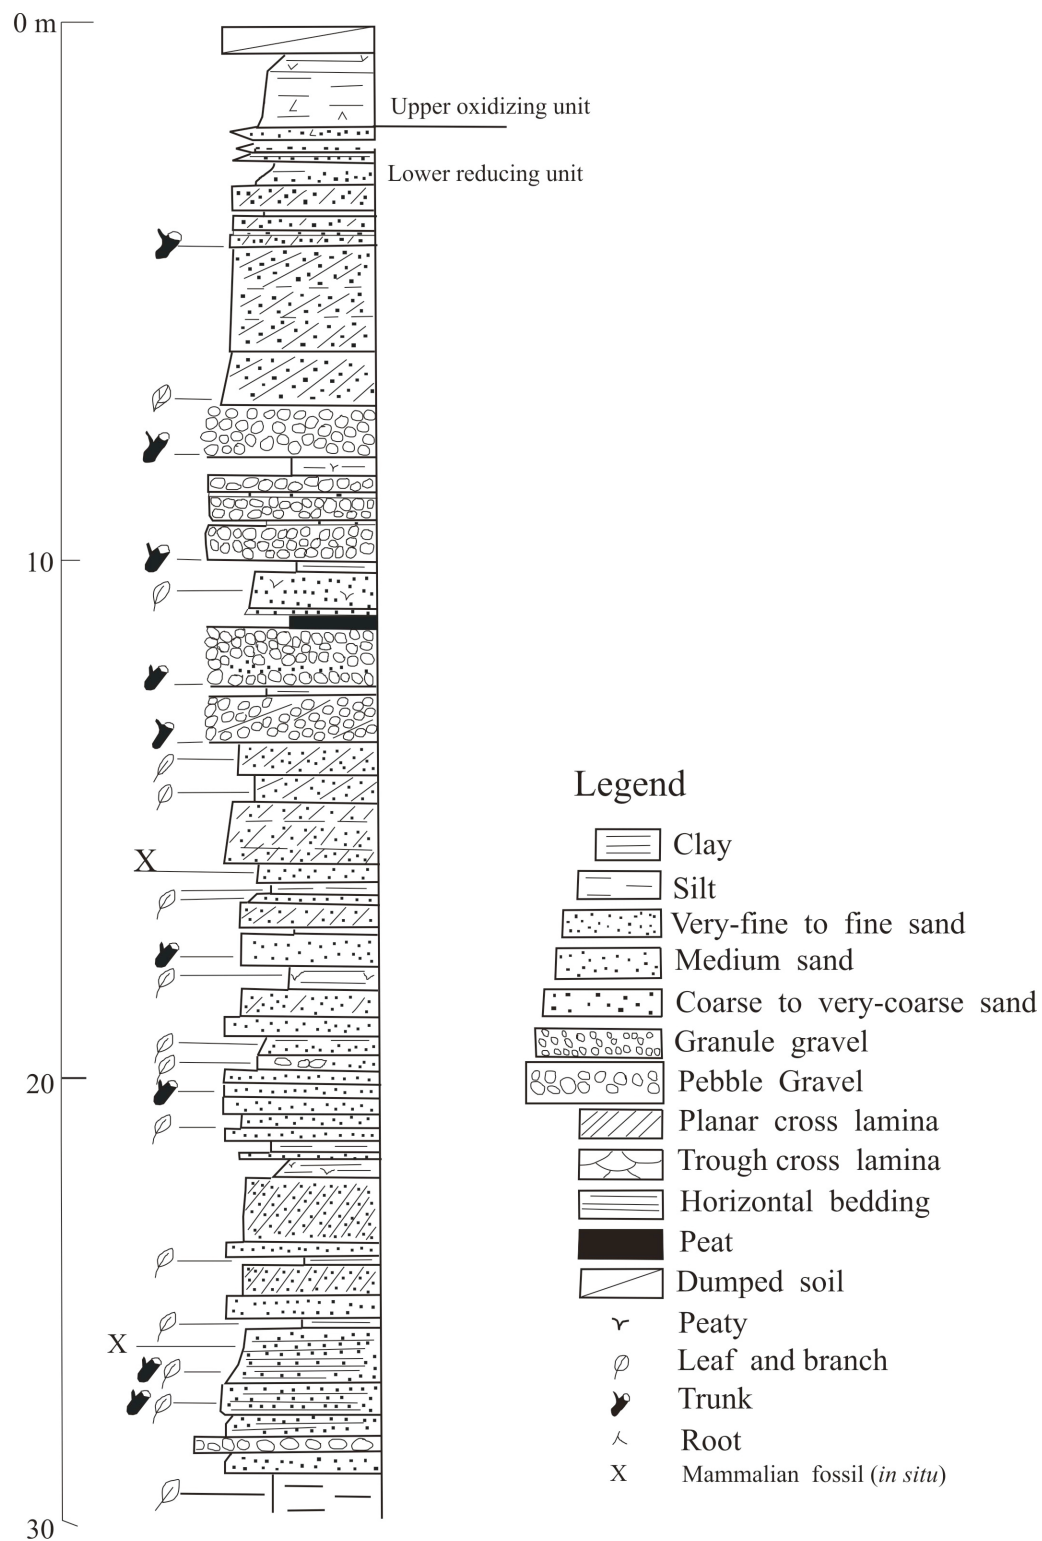 0 m
Upper oxidizing unit
Lower reducing unit
10
X
Legend
Clay
Silt
Very-fine to fine sand
Medium sand
Coarse to very-coarse sand
Granule gravel
20
Pebble Gravel
Planar cross lamina
Trough cross lamina
Horizontal bedding
Peat
Dumped soil
Peaty
X
Leaf and branch
Trunk
Root
X Mammalian fossil (in situ)
30